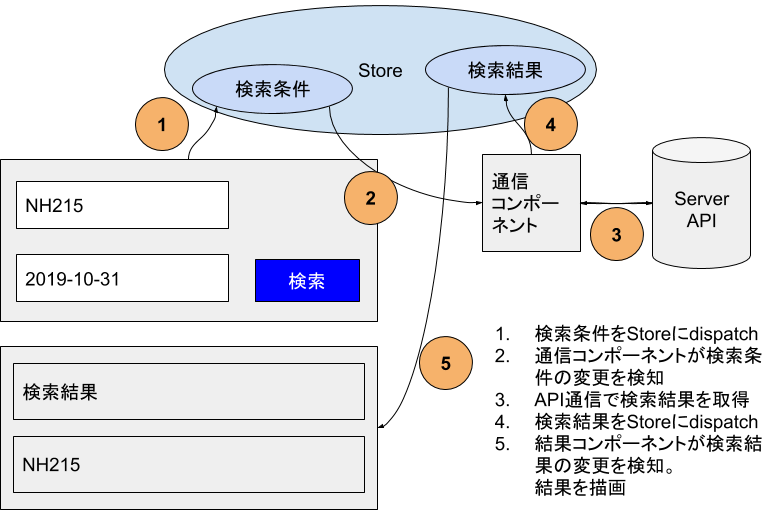 Store
検索条件
検索結果
1
4
2
3
5
通信
コンポー
ネント
Server
API
NH215
2019-10-31
検索
検索結果
NH215
1. 検索条件をStoreにdispatch
2. 通信コンポーネントが検索条
件の変更を検知
3. API通信で検索結果を取得
4. 検索結果をStoreにdispatch
5. 結果コンポーネントが検索結
果の変更を検知。
結果を描画